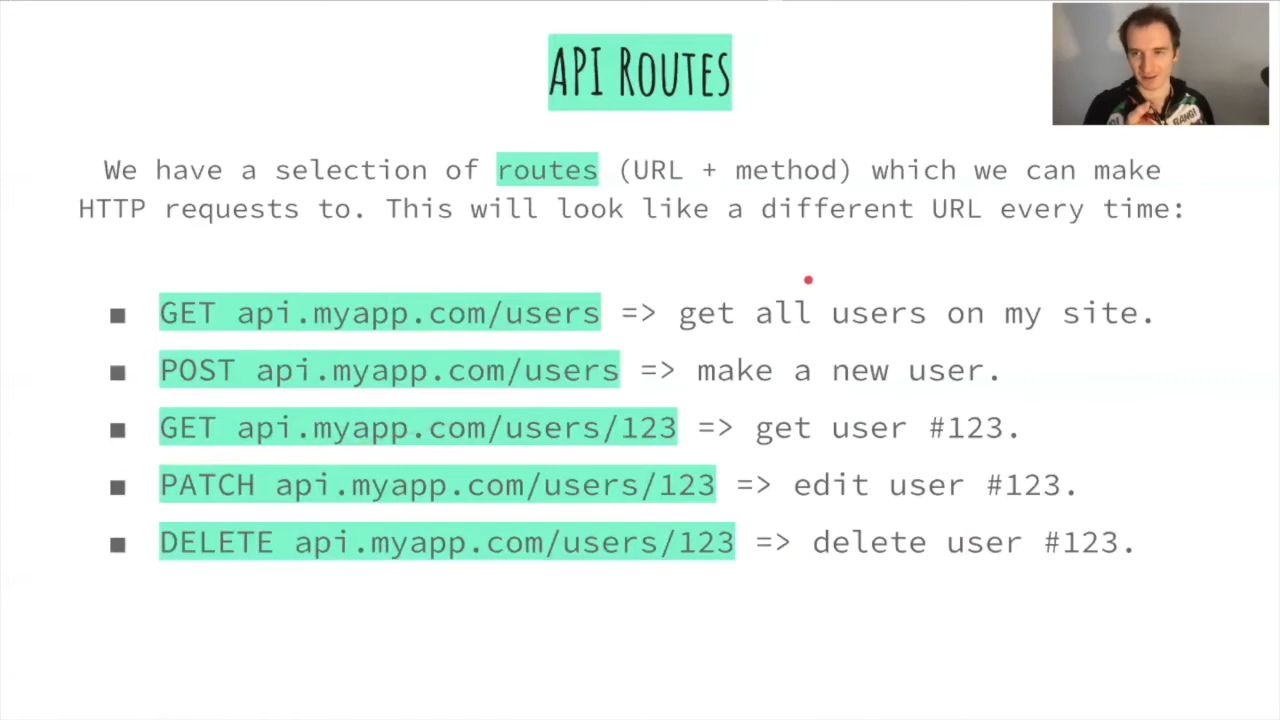 API Routes
We have a selection of routes (URL + method) which we can make
HTTP requests to. This will look like a different URL every time:
■ GET api.myapp.com/users => get all users on my site.
■ POST api.myapp.com/users => make a new user.
■ GET api.myapp.com/users/123 => get user #123.
■ PATCH api.myapp.com/users/123 => edit user #123.
■ DELETE api.myapp.com/users/123 => delete user #123.
BANG!